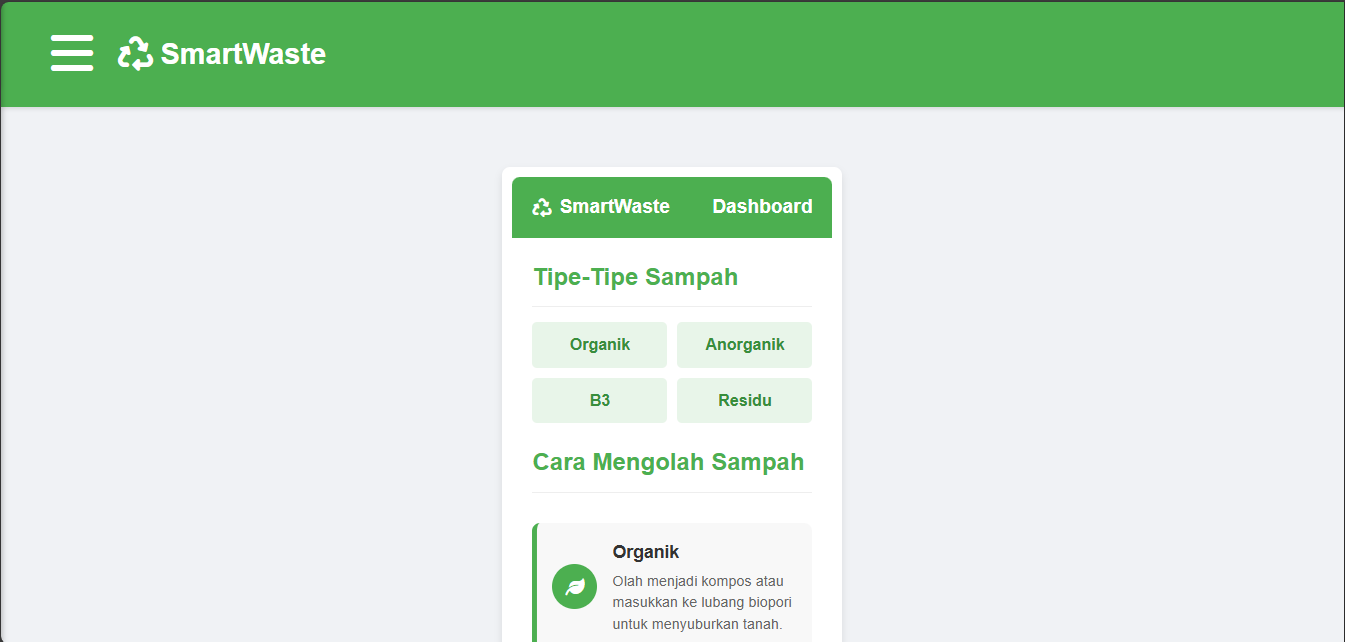 SmartWaste
SmartWaste Dashboard
Tipe-Tipe Sampah
Organik Anorganik
B3 Residu
Cara Mengolah Sampah
Organik
Olah menjadi kompos atau
masukkan ke lubang biopori
untuk menyuburkan tanah.